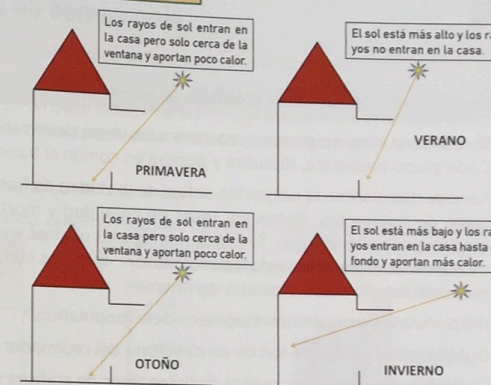 Los rayos de sol entran en
la casa pero solo cerca de la
ventana y aportan poco calor.
PRIMAVERA
El sol está más alto y los ra
yos no entran en la casa.
VERANO
Los rayos de sol entran en
la casa pero solo cerca de la
ventana y aportan poco calor.
OTOÑO
El sol está más bajo y los ra
yos entran en la casa hasta
fondo y aportan más calor.
INVIERNO